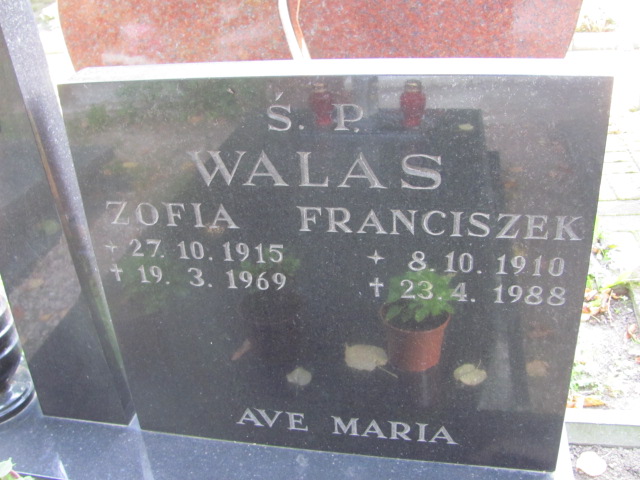 Ś. P.
WALAS
ZOFIA FRANCISZEK
+ 27. 10. 1915 + 8. 10. 1910
† 19. 3. 1969 † 23. 4. 1988
AVE MARIA